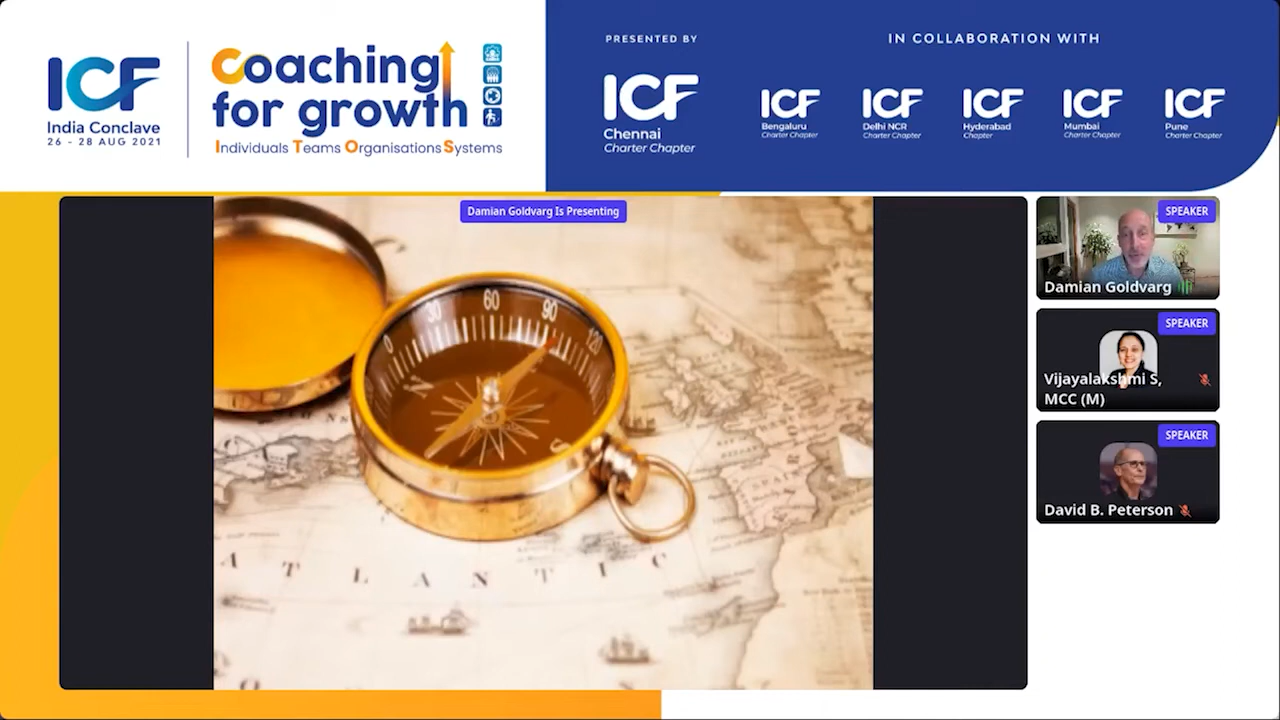 ICF
India Conclave
26 - 28 AUG 2021
Coaching
for growth
Individuals Teams Organisations Systems
PRESENTED BY
ICF
Chennai
Charter Chapter
IN COLLABORATION WITH
ICF
Bengaluru
Charter Chapter
ICF
Delhi NCR
Charter Chapter
ICF
Hyderabad
Chapter
ICF
Mumbai
Charter Chapter
ICF
Pune
Charter Chapter
Damian Goldvarg Is Presenting
0 30 60 90 120
N
S
ATLANTIC
SPEAKER
Damian Goldvarg
SPEAKER
Vijayalakshmi S,
MCC (M)
SPEAKER
David B. Peterson